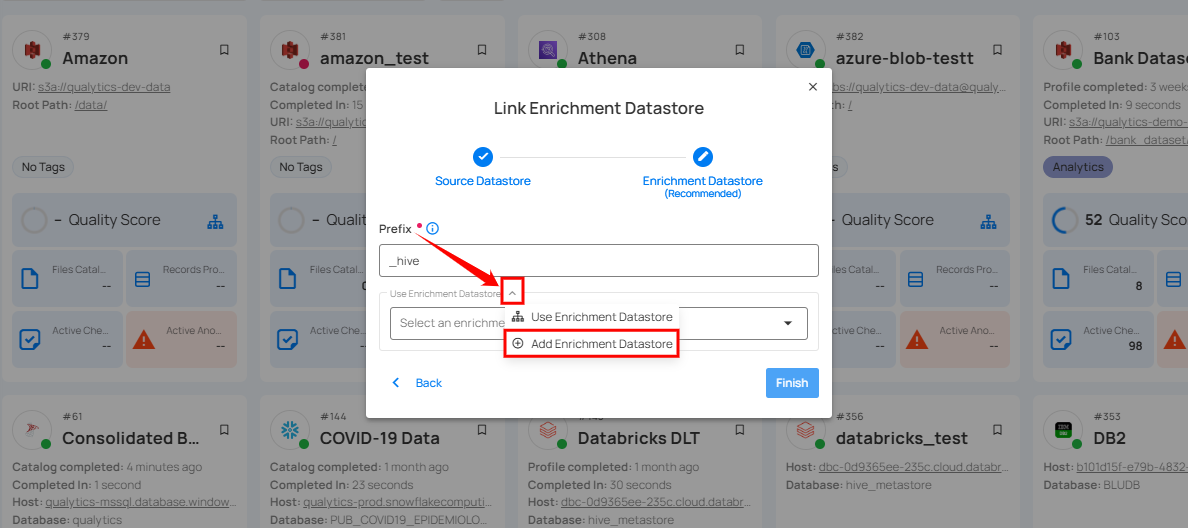 #379
Amazon
URI: s3a://qualytics-dev-data
Root Path: /data/
No Tags
– Quality Score
Files Catal...
--
Records Pro...
--
Active Che...
--
Active Ano...
--
#381
amazon_test
Catalog complete
Completed In: 15
URI: s3a://qualytic
Root Path: /
No Tags
– Qualit
Files Catal
Active Che
#308
Athena
#382
azure-blob-testt
bs://qualytics-dev-data@qualy...
: /
Quality Score
Records Pro...
--
Active Ano...
--
#103
Bank Datas
Profile completed: 3 week
Completed In: 9 seconds
URI: s3a://qualytics-demo-
Root Path: /bank_dataset/
Analytics
52 Quality Sco
Files Catal...
8
Active Che...
98
Link Enrichment Datastore
Source Datastore
Enrichment Datastore
(Recommended)
Prefix
_hive
Use Enrichment Datastore
Select an enrichme
Use Enrichment Datastore
Add Enrichment Datastore
Back
Finish
#61
Consolidated B...
Catalog completed: 4 minutes ago
Completed In: 1 second
Host: qualytics-mssql.database.window...
Database: qualytics
#144
COVID-19 Data
Catalog completed: 1 month ago
Completed In: 23 seconds
Host: qualytics-prod.snowflakecomputi...
Database: PUB_COVID19_EPIDEMIOLO...
Databricks DLT
Profile completed: 1 month ago
Completed In: 30 seconds
Host: dbc-0d9365ee-235c.cloud.databr...
Database: hive_metastore
#356
databricks_test
Host: dbc-0d9365ee-235c.cloud.databr...
Database: hive_metastore
#353
DB2
Host: b101d15f-e79b-4832-
Database: BLUDB